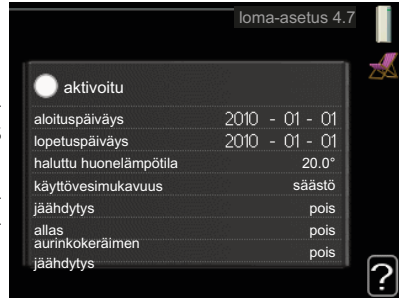 loma-asetus 4.7
aktivoitu
aloituspäiväys 2010 - 01 - 01
lopetuspäiväys 2010 - 01 - 01
haluttu huonelämpötila 20.0°
käyttövesimukavuus säästö
jäähdytys pois
allas pois
aurinkokeräimen
jäähdytys pois
?